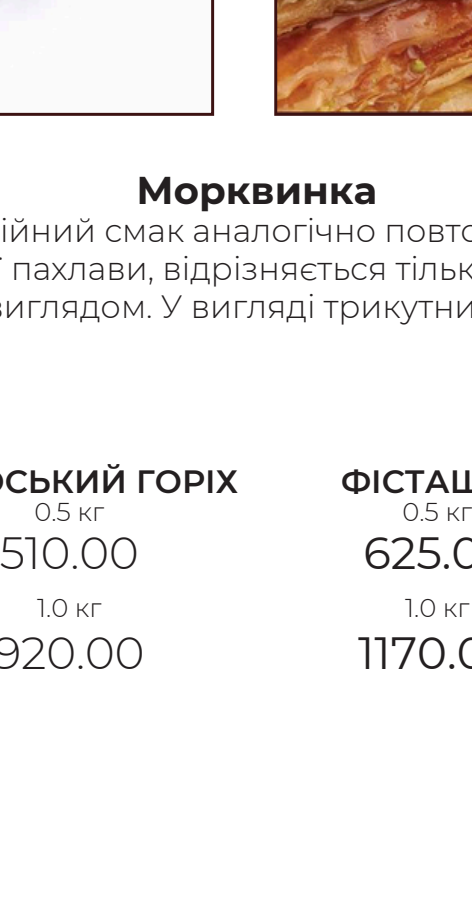 Морквинка
ійний смак аналогічно повто
ї пахлави, відрізняється тільк
виглядом. У вигляді трикутни
ОСЬКИЙ ГОРІХ ФІСТАШ
0.5 кг 0.5 кг
510.00 625.0
1.0 кг 1.0 кг
920.00 1170.0